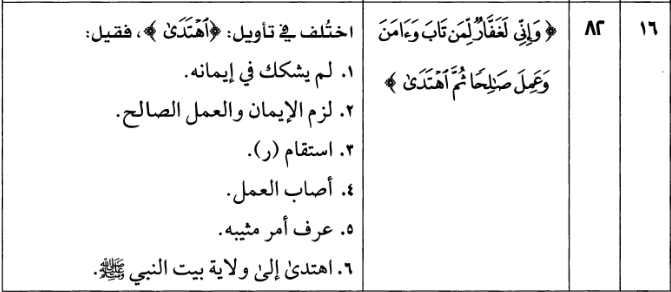 ١٦
٨٢
﴿ وَإِنِّي لَغَفَّارٌ لِّمَن تَابَ وَءَامَنَ
وَعَمِلَ صَٰلِحًا ثُمَّ ٱهۡتَدَىٰ ﴾
اختُلف في تأويل: ﴿ٱهۡتَدَىٰ ﴾، فقيل:
١. لم يشكك في إيمانه.
٢. لزم الإيمان والعمل الصالح.
٣. استقام (ر).
٤. أصاب العمل.
٥. عرف أمر مثيبه.
٦. اهتدىٰ إلىٰ ولاية بيت النبي ﷺ.